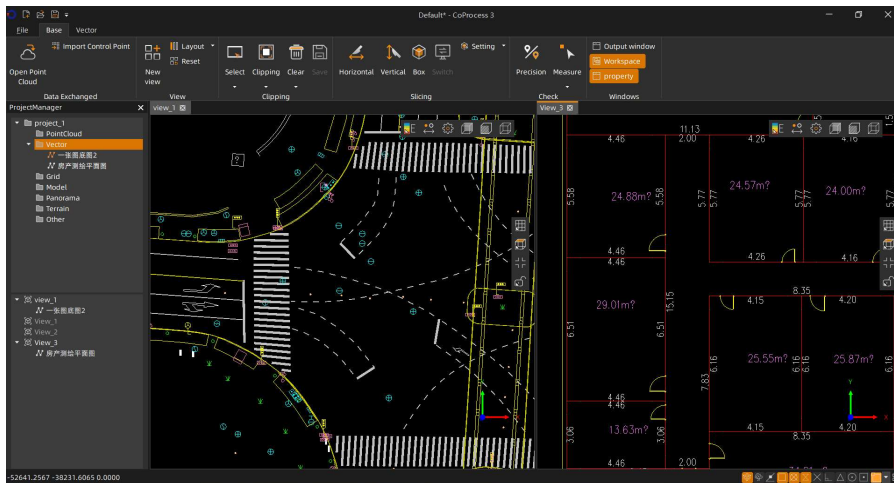 Default* - CoProcess 3
File Base Vector
Import Control Point
Open Point Cloud
Data Exchanged
New view
Layout
Reset
View
Select Clipping Clear Save
Clipping
Horizontal Vertical Box Switch
Setting
Slicing
Precision Measure
Check
Output window
Workspace
property
Windows
ProjectManager
project_1
PointCloud
Vector
一张图底图2
房产测绘平面图
Grid
Model
Panorama
Terrain
Other
view_1
一张图底图2
View_1
View_2
View_3
房产测绘平面图
view_1
View_3
11.13
4.46 2.00 4.26 4.16
5.58 24.88m? 5.58 5.77 5.77 24.57m? 5.77 5.77 24.00m? 5.77
4.46 4.26 4.16
4.46
29.01m? 15.15
6.51 6.51
8.35
4.15 4.20
25.55m? 6.16 6.16 25.87m? 6.16
7.83
4.46
4.46
3.06 13.63m? 3.06
4.15 8.35 4.20
4.46 2.00
Y
X
-52641.2567 -38231.6065 0.0000